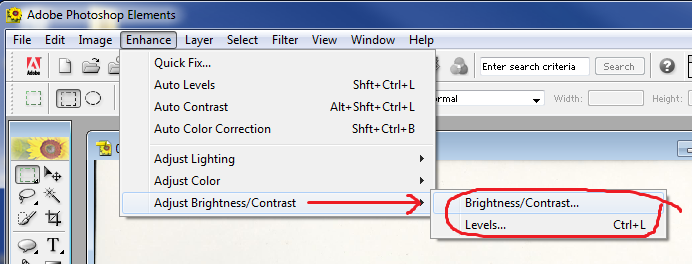 Adobe Photoshop Elements
File Edit Image Enhance Layer Select Filter View Window Help
Adobe
Enter search criteria Search
Quick Fix...
Auto Levels Shft+Ctrl+L
Auto Contrast Alt+Shft+Ctrl+L
Auto Color Correction Shft+Ctrl+B
Width: Height:
Adjust Lighting
Adjust Color
Adjust Brightness/Contrast
Brightness/Contrast...
Levels... Ctrl+L
T